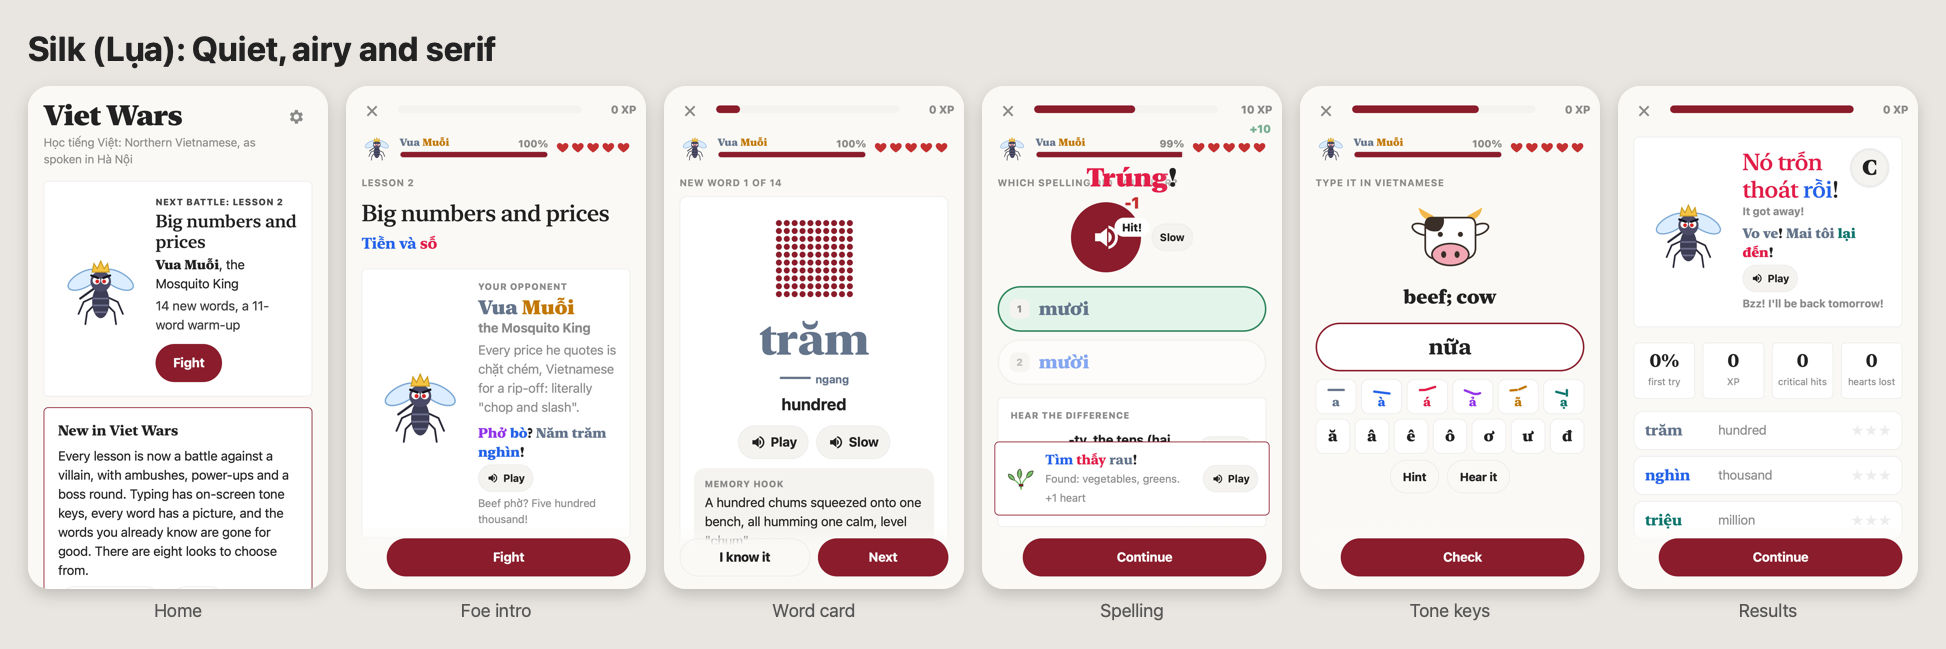 Silk (Lụa): Quiet, airy and serif
Viet Wars
Học tiếng Việt: Northern Vietnamese, as
spoken in Hà Nội
NEXT BATTLE: LESSON 2
Big numbers and
prices
Vua Muỗi, the
Mosquito King
14 new words, a 11-
word warm-up
Fight
New in Viet Wars
Every lesson is now a battle against a
villain, with ambushes, power-ups and a
boss round. Typing has on-screen tone
keys, every word has a picture, and the
words you already know are gone for
good. There are eight looks to choose
from.
Home
0 XP
Vua Muỗi 100%
LESSON 2
Big numbers and prices
Tiền và số
YOUR OPPONENT
Vua Muỗi
the Mosquito King
Every price he quotes is
chặt chém, Vietnamese
for a rip-off: literally
"chop and slash".
Phở bò? Năm trăm
nghìn!
Play
Beef phở? Five hundred
thousand!
Fight
Foe intro
0 XP
Vua Muỗi 100%
NEW WORD 1 OF 14
trăm
ngang
hundred
Play Slow
MEMORY HOOK
A hundred chums squeezed onto one
bench, all humming one calm, level
"chum"
I know it Next
Word card
10 XP
+10
Vua Muỗi 99%
WHICH SPELLING
Trúng!
-1
Hit!
Slow
1 mươi
2 mười
HEAR THE DIFFERENCE
-ty, the tens (hai
Tìm thấy rau!
Found: vegetables, greens.
+1 heart
Play
Continue
Spelling
0 XP
Vua Muỗi 100%
TYPE IT IN VIETNAMESE
beef; cow
nữa
a à á ả ã ạ
ă â ê ô ơ ư đ
Hint Hear it
Check
Tone keys
0 XP
Nó trốn
thoát rồi!
C
It got away!
Vo ve! Mai tôi lại
đến!
Play
Bzz! I'll be back tomorrow!
0% 0 0 0
first try XP critical hits hearts lost
trăm hundred
nghìn thousand
triệu million
Continue
Results